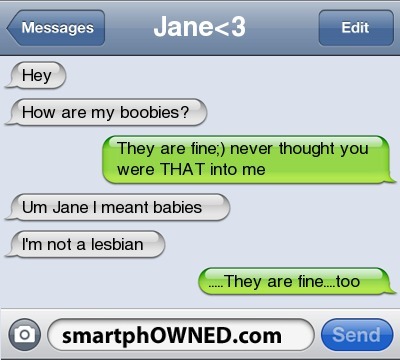 Messages
Jane<3
Edit
Hey
How are my boobies?
They are fine;) never thought you
were THAT into me
Um Jane I meant babies
I'm not a lesbian
.....They are fine....too
smartphOWNED.com
Send